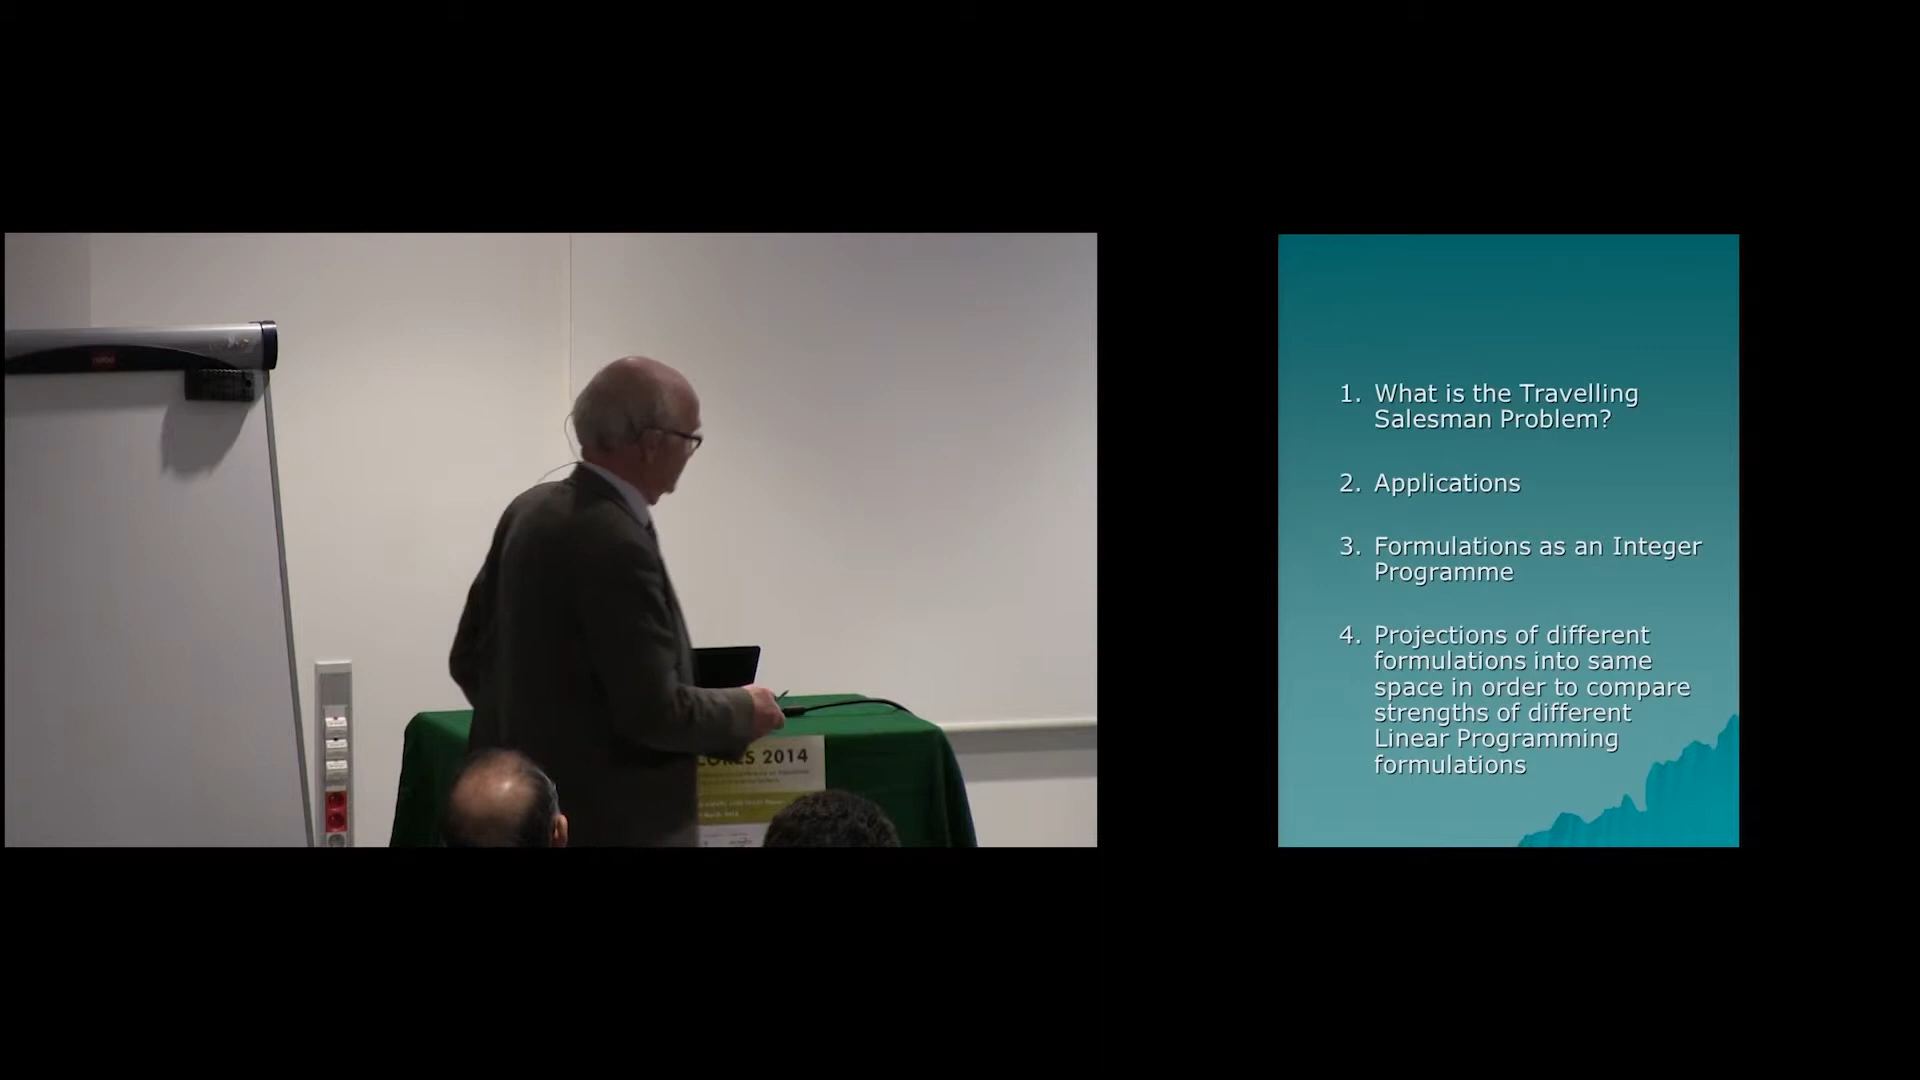 CORES 2014
1. What is the Travelling
Salesman Problem?
2. Applications
3. Formulations as an Integer
Programme
4. Projections of different
formulations into same
space in order to compare
strengths of different
Linear Programming
formulations